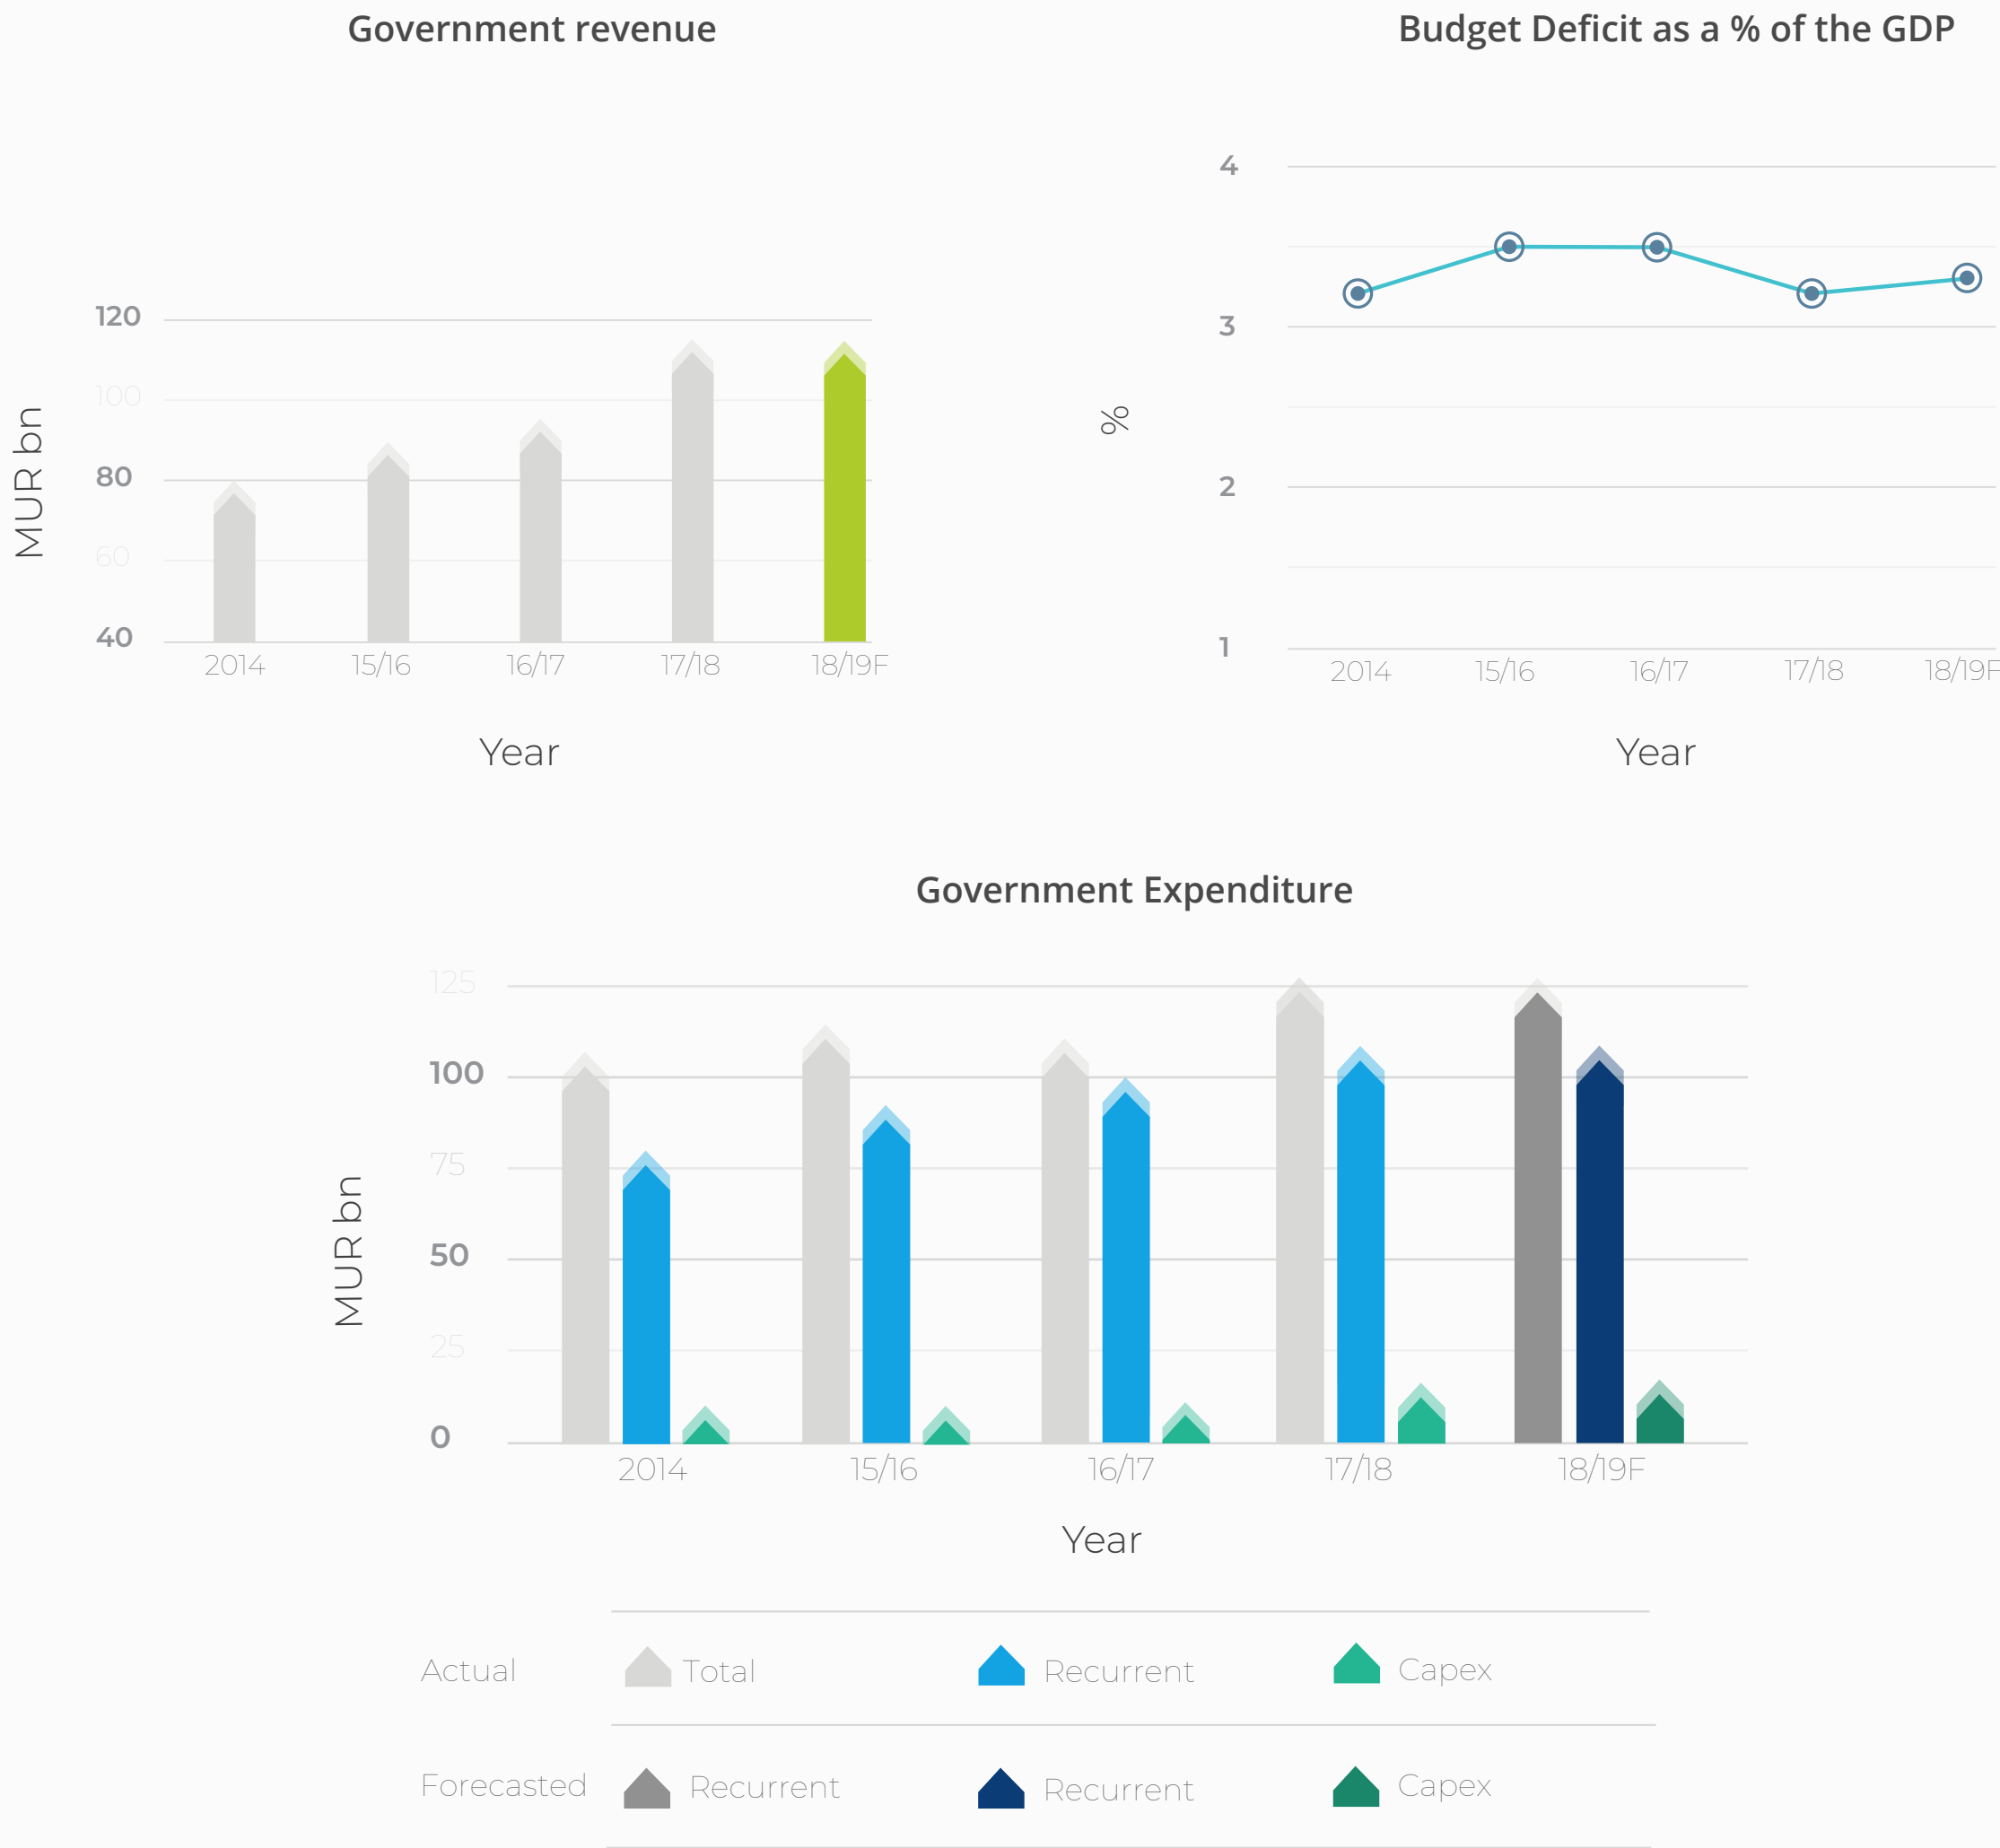 Government revenue
MUR bn
120
100
80
60
40
2014 15/16 16/17 17/18 18/19F
Year
Budget Deficit as a % of the GDP
%
4
3
2
1
2014 15/16 16/17 17/18 18/19F
Year
Government Expenditure
MUR bn
125
100
75
50
25
0
2014 15/16 16/17 17/18 18/19F
Year
Actual Total Recurrent Capex
Forecasted Recurrent Recurrent Capex